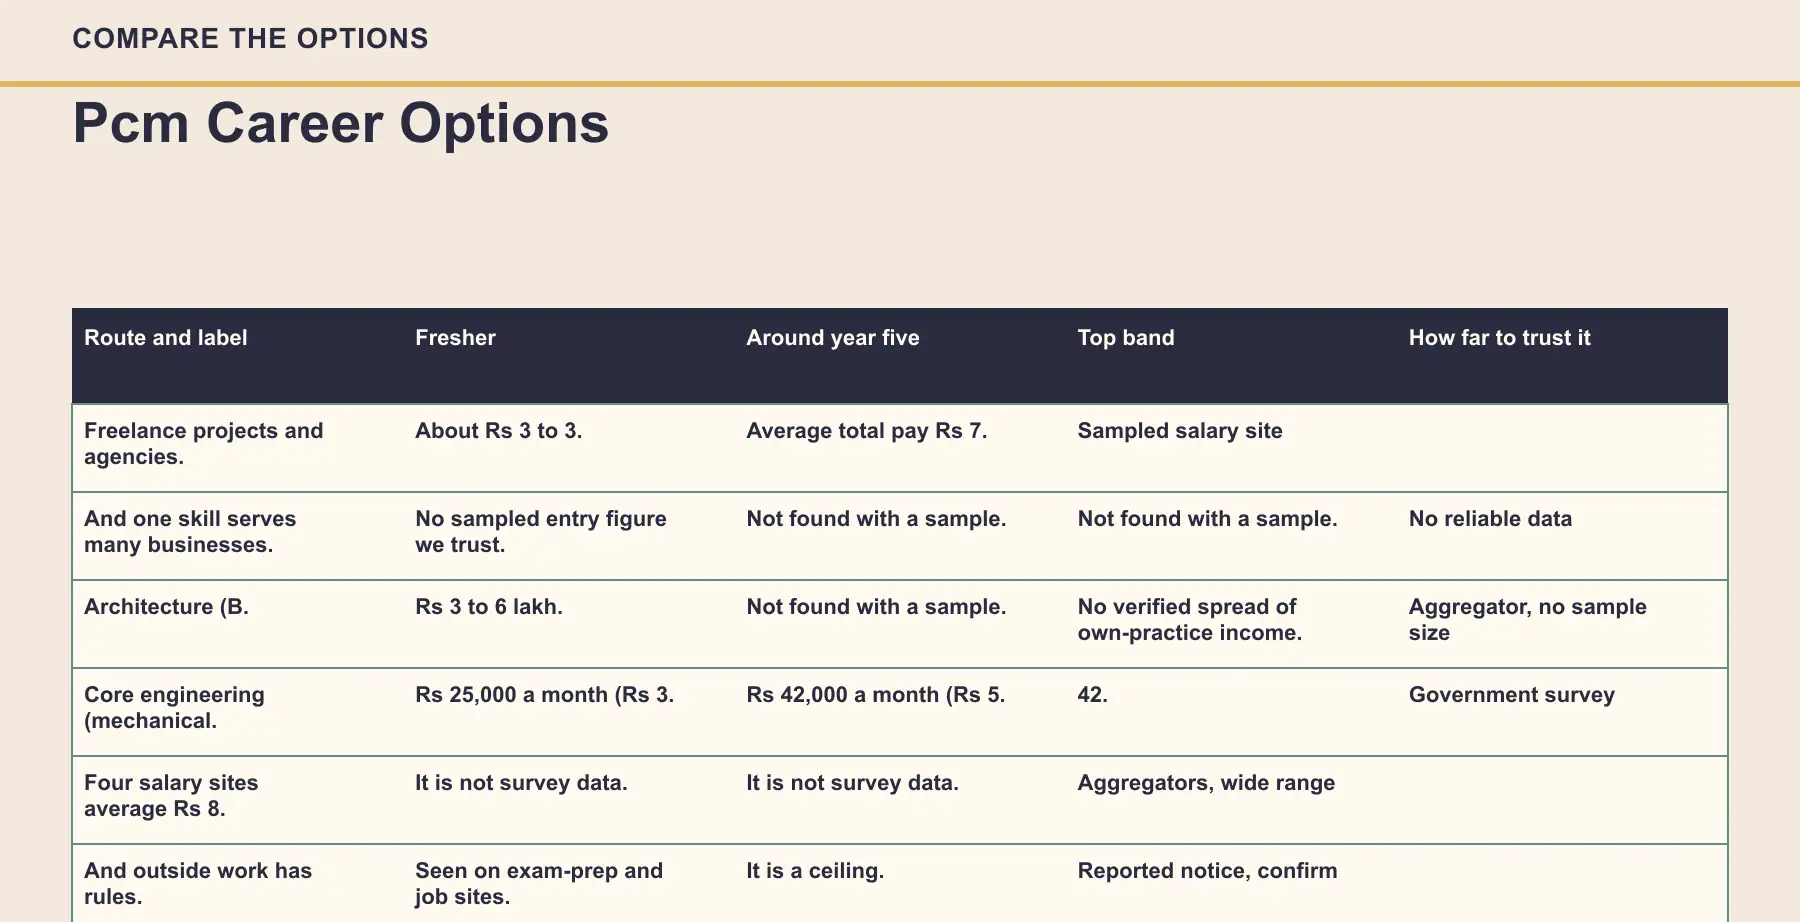 COMPARE THE OPTIONS
Pcm Career Options
Route and label
Fresher
Around year five
Top band
How far to trust it
Freelance projects and
agencies.
About Rs 3 to 3.
Average total pay Rs 7.
Sampled salary site
And one skill serves
many businesses.
No sampled entry figure
we trust.
Not found with a sample.
Not found with a sample.
No reliable data
Architecture (B.
Rs 3 to 6 lakh.
Not found with a sample.
No verified spread of
own-practice income.
Aggregator, no sample
size
Core engineering
(mechanical.
Rs 25,000 a month (Rs 3.
Rs 42,000 a month (Rs 5.
42.
Government survey
Four salary sites
average Rs 8.
It is not survey data.
It is not survey data.
Aggregators, wide range
And outside work has
rules.
Seen on exam-prep and
job sites.
It is a ceiling.
Reported notice, confirm